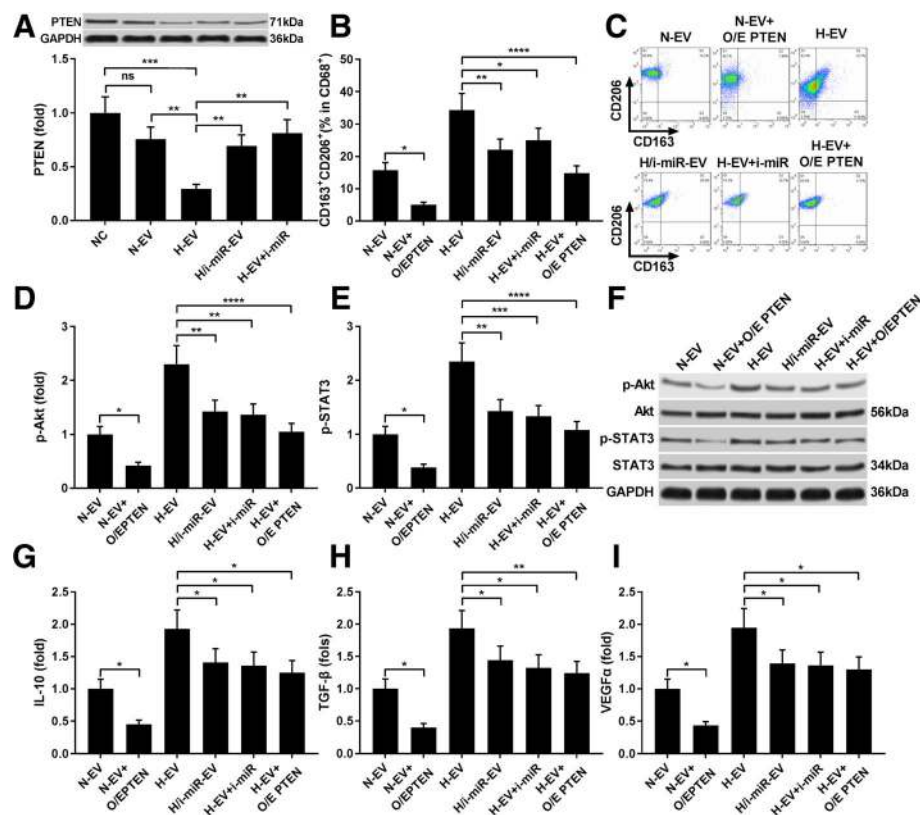 A
PTEN 71kDa
GAPDH 36kDa
PTEN (fold)
1.5
1.0
0.5
0.0
ns
***
**
**
**
NC
N-EV
H-EV
H/i-miR-EV
H-EV+i-miR
B
CD163+CD206+(% in CD68+)
50
40
30
20
10
0
*
**
*
****
N-EV
N-EV+
O/EPTEN
H-EV
H/i-miR-EV
H-EV+i-miR
H-EV+
O/E PTEN
C
N-EV
N-EV+
O/E PTEN
H-EV
CD206
CD163
H/i-miR-EV
H-EV+i-miR
H-EV+
O/E PTEN
CD206
CD163
D
p-Akt (fold)
3
2
1
0
*
**
**
****
N-EV
N-EV+
O/EPTEN
H-EV
H/i-miR-EV
H-EV+i-miR
H-EV+
O/E PTEN
E
p-STAT3
3
2
1
0
*
**
***
****
N-EV
N-EV+
O/EPTEN
H-EV
H/i-miR-EV
H-EV+i-miR
H-EV+
O/E PTEN
F
N-EV
N-EV+O/E PTEN
H-EV
H/i-miR-EV
H-EV+i-miR
H-EV+O/EPTEN
p-Akt
Akt 56kDa
p-STAT3
STAT3 34kDa
GAPDH 36kDa
G
IL-10 (fold)
2.5
2.0
1.5
1.0
0.5
0.0
*
*
*
*
N-EV
N-EV+
O/EPTEN
H-EV
H/i-miR-EV
H-EV+i-miR
H-EV+
O/E PTEN
H
TGF-β (fols)
2.5
2.0
1.5
1.0
0.5
0.0
*
*
*
**
N-EV
N-EV+
O/EPTEN
H-EV
H/i-miR-EV
H-EV+i-miR
H-EV+
O/E PTEN
I
VEGFα (fold)
2.5
2.0
1.5
1.0
0.5
0.0
*
*
*
*
N-EV
N-EV+
O/EPTEN
H-EV
H/i-miR-EV
H-EV+i-miR
H-EV+
O/E PTEN